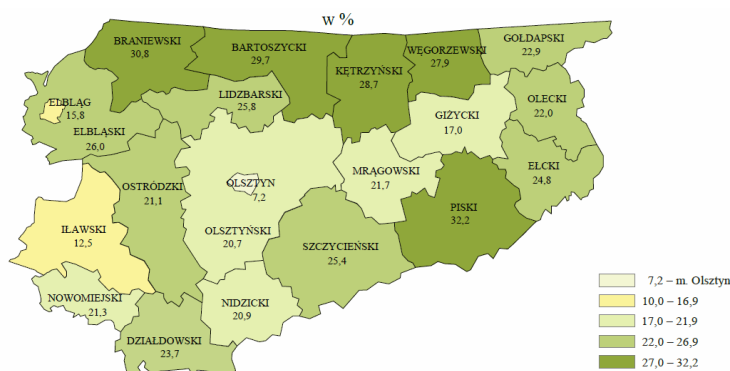 w %
BRANIEWSKI
30,8
BARTOSZYCKI
29,7
KĘTRZYŃSKI
28,7
WĘGORZEWSKI
27,9
GOŁDAPSKI
22,9
ELBLĄG
15,8
ELBLĄSKI
26,0
LIDZBARSKI
25,8
GIŻYCKI
17,0
OLECKI
22,0
EŁCKI
24,8
OSTRÓDZKI
21,1
OLSZTYN
7,2
MRĄGOWSKI
21,7
PISKI
32,2
IŁAWSKI
12,5
OLSZTYŃSKI
20,7
SZCZYCIEŃSKI
25,4
NOWOMIEJSKI
21,3
NIDZICKI
20,9
DZIAŁDOWSKI
23,7
7,2 – m. Olsztyn
10,0 – 16,9
17,0 – 21,9
22,0 – 26,9
27,0 – 32,2